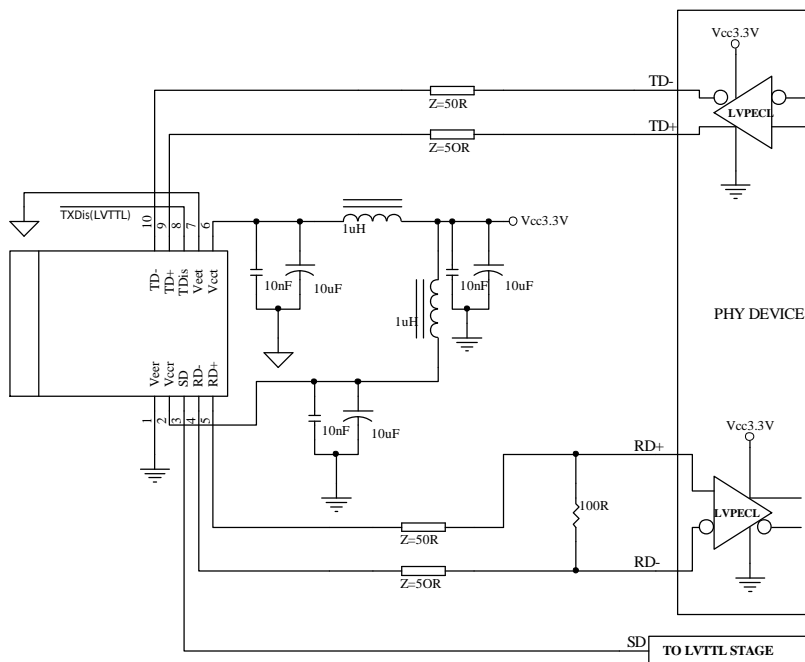 Vcc3.3V
TD-
Z=50R
LVPECL
TD+
Z=5OR
TXDis(LVTTL)
10
9
8
7
6
1uH
Vcc3.3V
TD-
TD+
TDis
Veet
Vcct
10nF
10uF
10nF
10uF
1uH
PHY DEVICE
Veer
Vccr
SD
RD-
RD+
1
2
3
4
5
10nF
10uF
Vcc3.3V
RD+
100R
LVPECL
Z=50R
RD-
Z=5OR
SD
TO LVTTL STAGE